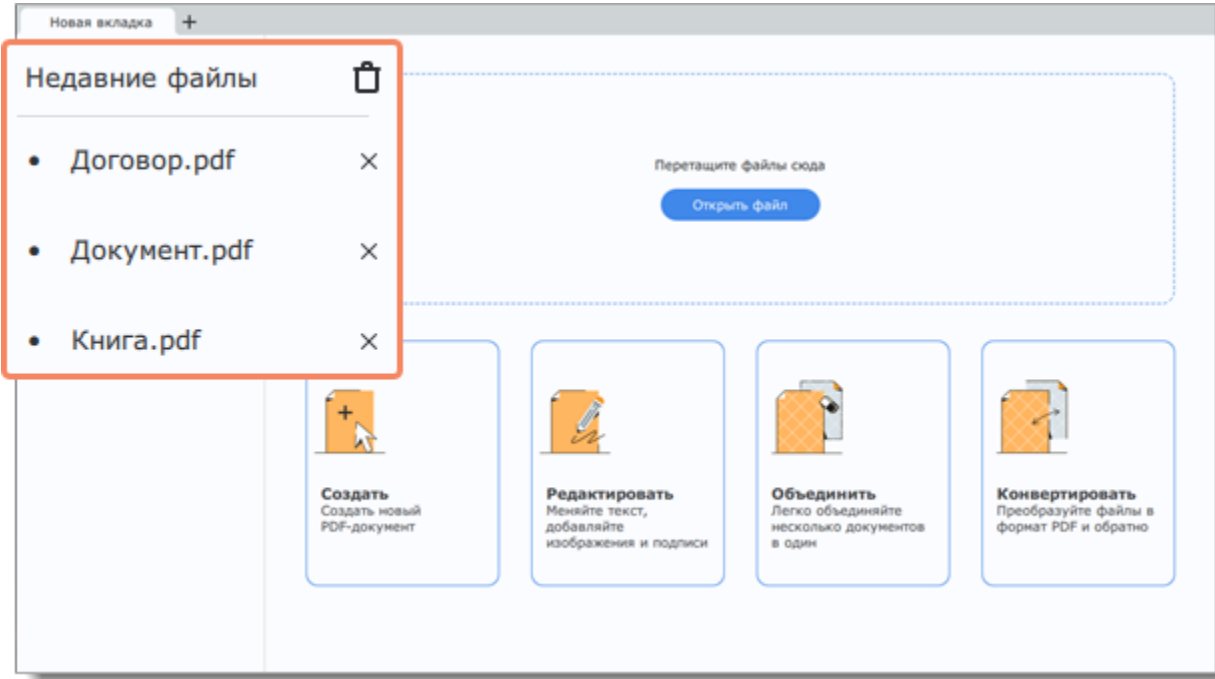 Новая вкладка +
Недавние файлы
• Договор.pdf
• Документ.pdf
• Книга.pdf
Перетащите файлы сюда
Открыть файл
Создать
Создать новый
PDF-документ
Редактировать
Меняйте текст,
добавляйте
изображения и подписи
Объединить
Легко объединяйте
несколько документов
в один
Конвертировать
Преобразуйте файлы в
формат PDF и обратно